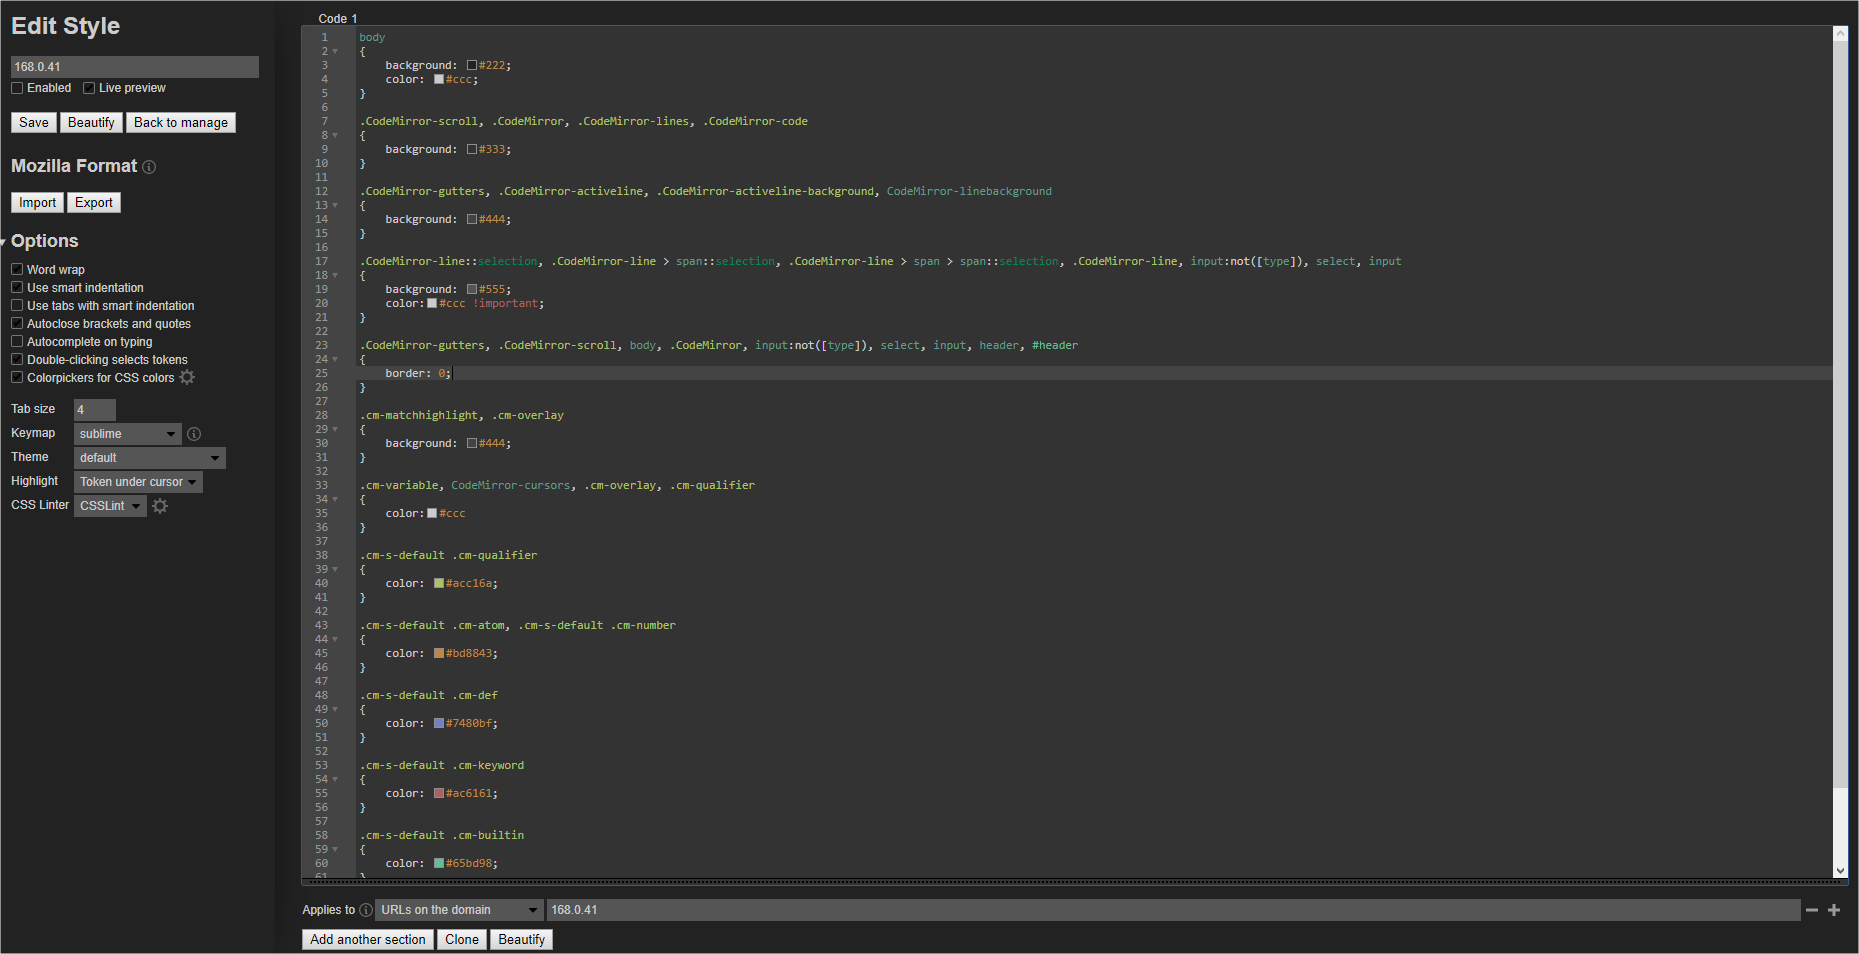 Edit Style
168.0.41
Enabled Live preview
Save Beautify Back to manage
Mozilla Format
Import Export
Options
Word wrap
Use smart indentation
Use tabs with smart indentation
Autoclose brackets and quotes
Autocomplete on typing
Double-clicking selects tokens
Colorpickers for CSS colors
Tab size 4
Keymap sublime
Theme default
Highlight Token under cursor
CSS Linter CSSLint
Code 1
1 body
2 {
3 background: #222;
4 color: #ccc;
5 }
6
7 .CodeMirror-scroll, .CodeMirror, .CodeMirror-lines, .CodeMirror-code
8 {
9 background: #333;
10 }
11
12 .CodeMirror-gutters, .CodeMirror-activeline, .CodeMirror-activeline-background, CodeMirror-linebackground
13 {
14 background: #444;
15 }
16
17 .CodeMirror-line::selection, .CodeMirror-line > span::selection, .CodeMirror-line > span > span::selection, .CodeMirror-line, input:not([type]), select, input
18 {
19 background: #555;
20 color: #ccc !important;
21 }
22
23 .CodeMirror-gutters, .CodeMirror-scroll, body, .CodeMirror, input:not([type]), select, input, header, #header
24 {
25 border: 0;
26 }
27
28 .cm-matchhighlight, .cm-overlay
29 {
30 background: #444;
31 }
32
33 .cm-variable, CodeMirror-cursors, .cm-overlay, .cm-qualifier
34 {
35 color: #ccc
36 }
37
38 .cm-s-default .cm-qualifier
39 {
40 color: #acc16a;
41 }
42
43 .cm-s-default .cm-atom, .cm-s-default .cm-number
44 {
45 color: #bd8843;
46 }
47
48 .cm-s-default .cm-def
49 {
50 color: #7480bf;
51 }
52
53 .cm-s-default .cm-keyword
54 {
55 color: #ac6161;
56 }
57
58 .cm-s-default .cm-builtin
59 {
60 color: #65bd98;
61 }
Applies to URLs on the domain 168.0.41
Add another section Clone Beautify